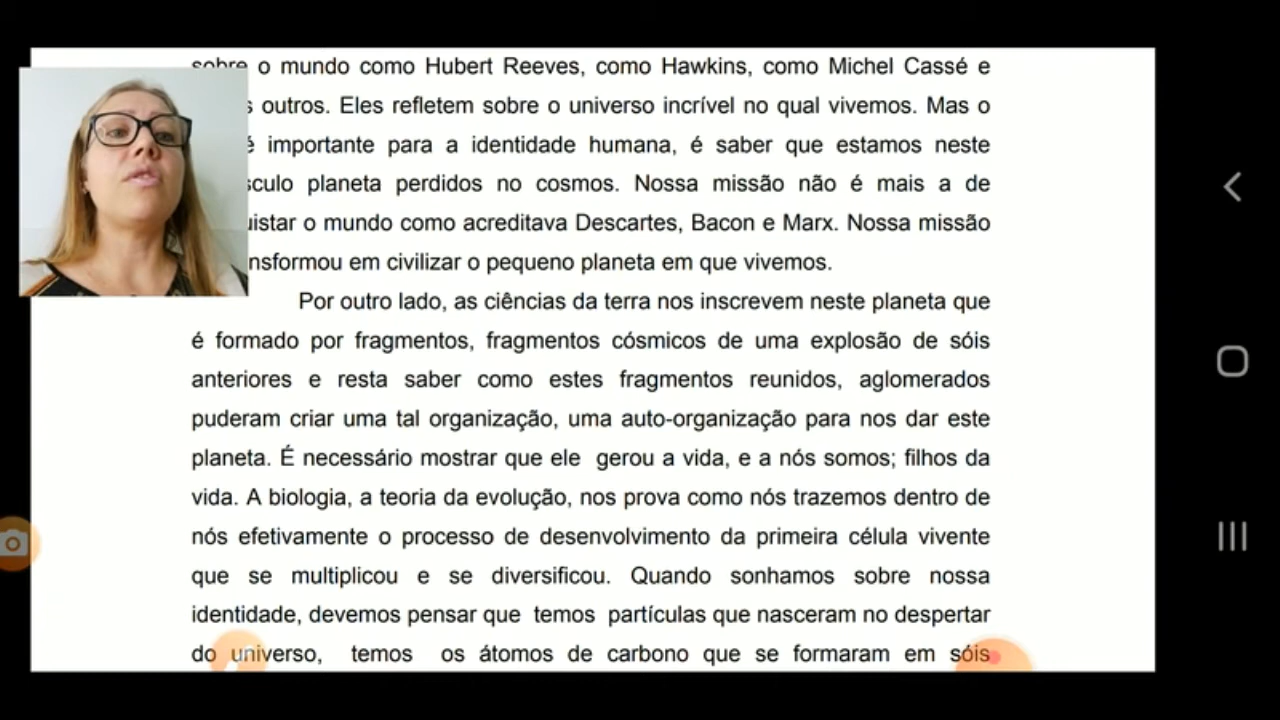 sobre o mundo como Hubert Reeves, como Hawkins, como Michel Cassé e
outros. Eles refletem sobre o universo incrível no qual vivemos. Mas o
é importante para a identidade humana, é saber que estamos neste
planeta perdidos no cosmos. Nossa missão não é mais a de
o mundo como acreditava Descartes, Bacon e Marx. Nossa missão
em civilizar o pequeno planeta em que vivemos.
Por outro lado, as ciências da terra nos inscrevem neste planeta que
é formado por fragmentos, fragmentos cósmicos de uma explosão de sóis
anteriores e resta saber como estes fragmentos reunidos, aglomerados
puderam criar uma tal organização, uma auto-organização para nos dar este
planeta. É necessário mostrar que ele gerou a vida, e a nós somos; filhos da
vida. A biologia, a teoria da evolução, nos prova como nós trazemos dentro de
nós efetivamente o processo de desenvolvimento da primeira célula vivente
que se multiplicou e se diversificou. Quando sonhamos sobre nossa
identidade, devemos pensar que temos partículas que nasceram no despertar
do universo, temos os átomos de carbono que se formaram em sóis